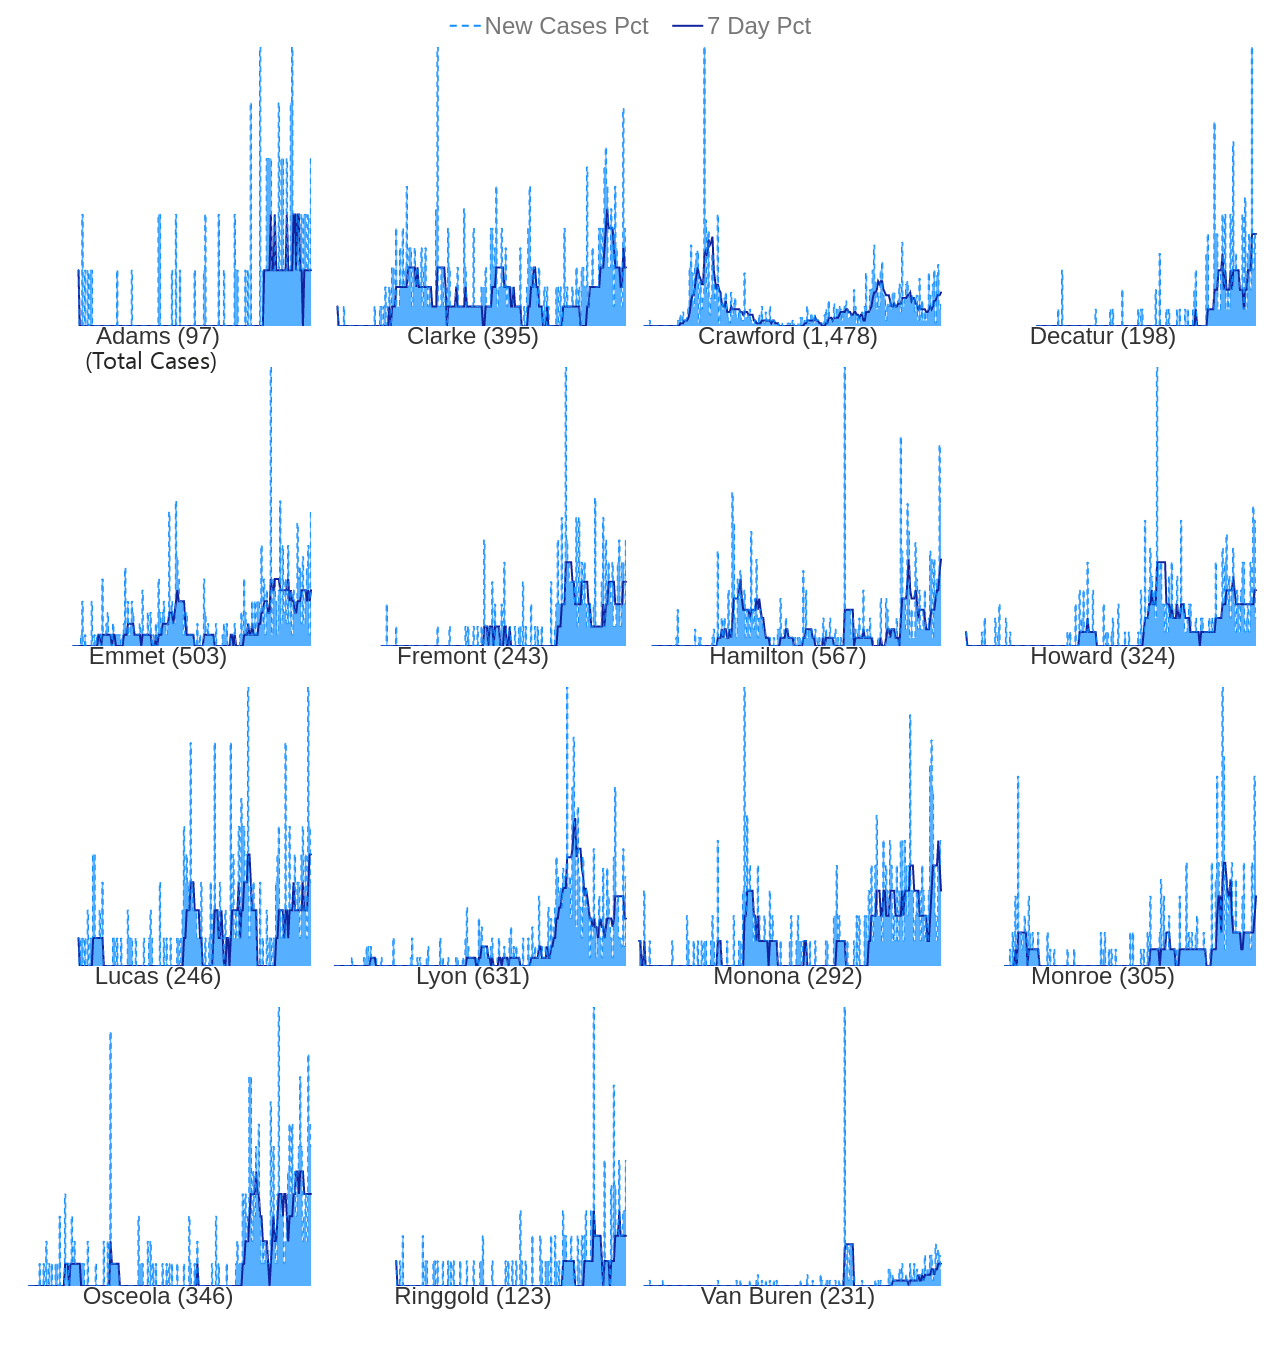 New Cases Pct 7 Day Pct
Adams (97) Clarke (395) Crawford (1,478) Decatur (198)
(Total Cases)
Emmet (503) Fremont (243) Hamilton (567) Howard (324)
Lucas (246) Lyon (631) Monona (292) Monroe (305)
Osceola (346) Ringgold (123) Van Buren (231)